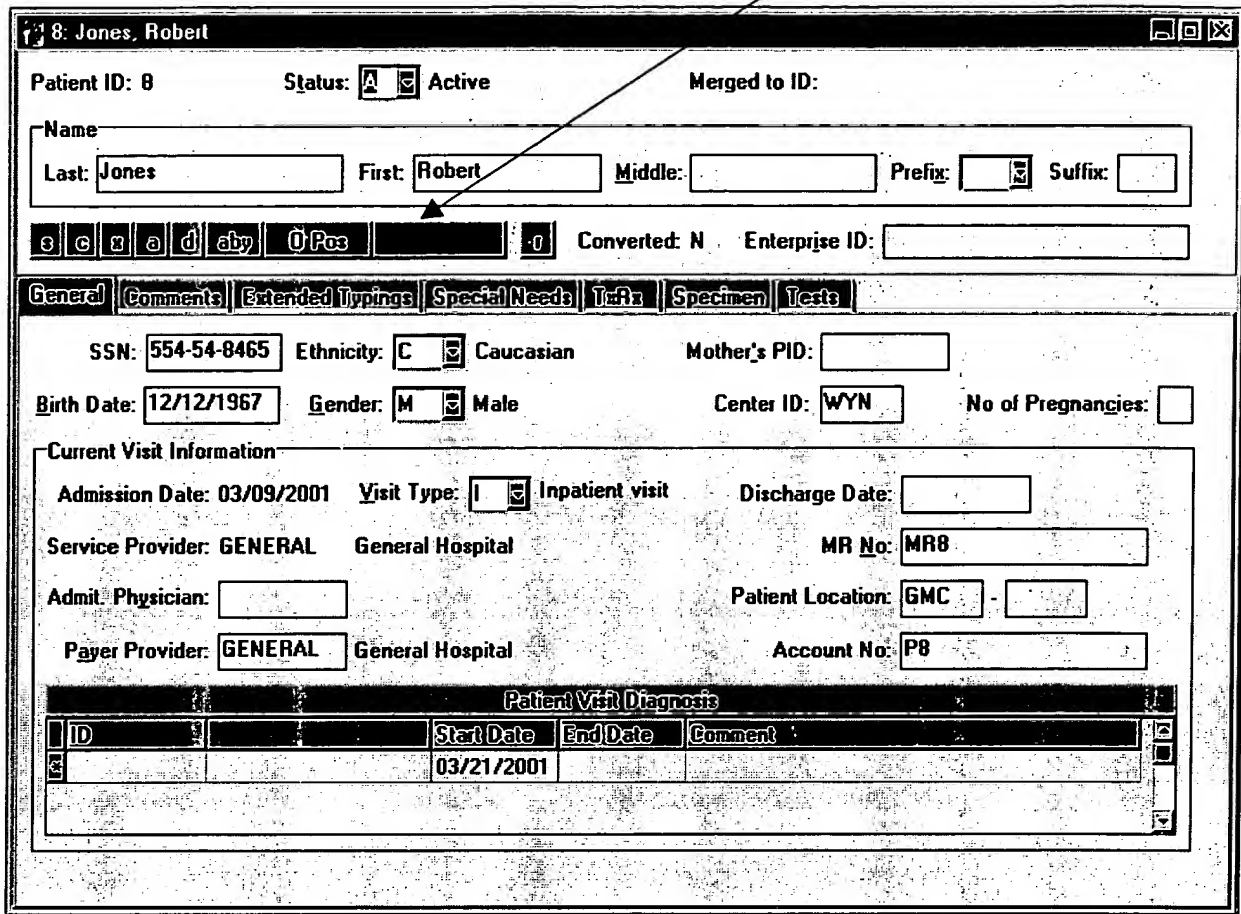 8: Jones, Robert
Patient ID: 8 Status: A Active Merged to ID:
Name
Last: Jones First: Robert Middle: Prefix: Suffix:
s c x a d aby O Pos -r Converted: N Enterprise ID:
General Comments Extended Typings Special Needs TxRx Specimen Tests
SSN: 554-54-8465 Ethnicity: C Caucasian Mother's PID:
Birth Date: 12/12/1967 Gender: M Male Center ID: WYN No of Pregnancies:
Current Visit Information
Admission Date: 03/09/2001 Visit Type: I Inpatient visit Discharge Date:
Service Provider: GENERAL General Hospital MR No: MR8
Admit. Physician: Patient Location: GMC -
Payer Provider: GENERAL General Hospital Account No: P8
Patient Visit Diagnosis
ID Start Date End Date Comment
03/21/2001